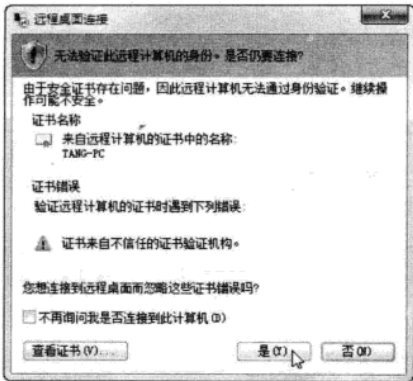 远程桌面连接
无法验证此远程计算机的身份。是否仍要连接?
由于安全证书存在问题，因此远程计算机无法通过身份验证。继续操
作可能不安全。
证书名称
来自远程计算机的证书中的名称:
TANG-PC
证书错误
验证远程计算机的证书时遇到下列错误:
证书来自不信任的证书验证机构。
您想连接到远程桌面而忽略这些证书错误吗?
不再询问我是否连接到此计算机(D)
查看证书(V)... 是(Y) 否(N)